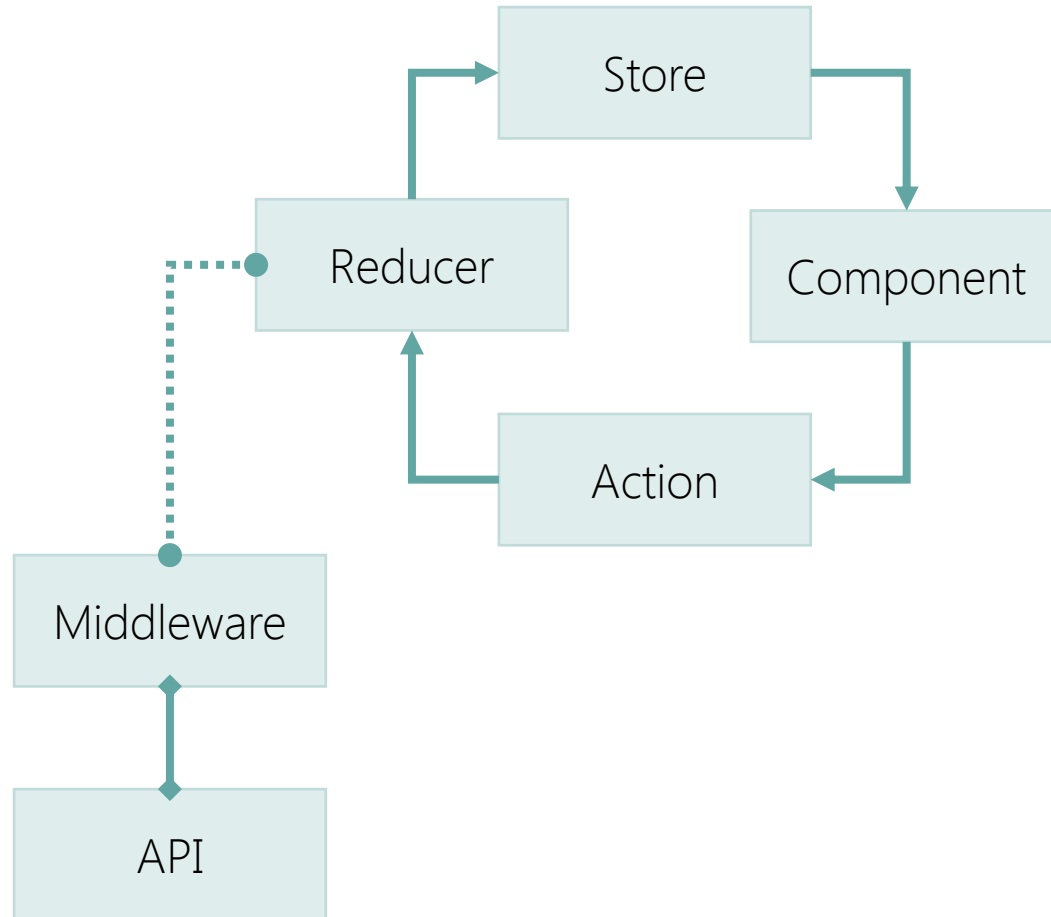 Store
Reducer
Component
Action
Middleware
API